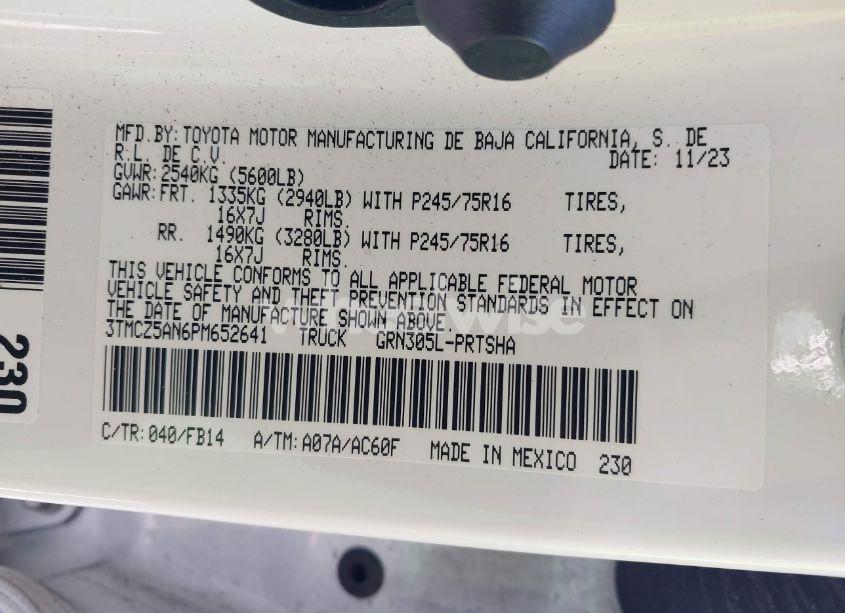 MFD.BY:TOYOTA MOTOR MANUFACTURING DE BAJA CALIFORNIA, S. DE
R.L. DE C.V. DATE: 11/23
GVWR:2540KG (5600LB)
GAWR:FRT. 1335KG (2940LB) WITH P245/75R16 TIRES,
16X7J RIMS.
RR. 1490KG (3280LB) WITH P245/75R16 TIRES,
16X7J RIMS.
THIS VEHICLE CONFORMS TO ALL APPLICABLE FEDERAL MOTOR
VEHICLE SAFETY AND THEFT PREVENTION STANDARDS IN EFFECT ON
THE DATE OF MANUFACTURE SHOWN ABOVE.
3TMCZ5AN6PM652641 TRUCK GRN305L-PRTSHA
C/TR:040/FB14 A/TM:A07A/AC60F MADE IN MEXICO 230
230